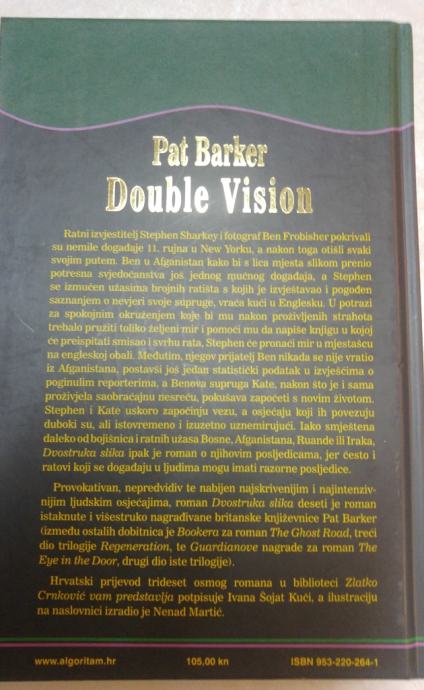 Pat Barker
Double Vision
Ratni izvjestitelj Stephen Sharkey i fotograf Ben Frobisher pokrivali
su nemile događaje 11. rujna u New Yorku, a nakon toga otišli svaki
svojim putem. Ben u Afganistan kako bi s lica mjesta slikom prenio
potresna svjedočanstva još jednog mučnog događaja, a Stephen
se izmučen užasima brojnih ratišta s kojih je izvještavao i pogođen
saznanjem o nevjeri svoje supruge, vraća kući u Englesku. U potrazi
za spokojnim okruženjem koje bi mu nakon proživljenih strahota
trebalo pružiti toliko željeni mir i pomoći mu da napiše knjigu u kojoj
će preispitati smisao i svrhu rata, Stephen će pronaći mir u mjestašcu
na engleskoj obali. Međutim, njegov prijatelj Ben nikada se nije vratio
iz Afganistana, postavši još jedan statistički podatak u izvješćima o
poginulim reporterima, a Benova supruga Kate, nakon što je i sama
proživjela saobraćajnu nesreću, pokušava započeti s novim životom.
Stephen i Kate uskoro započinju vezu, a osjećaju koji ih povezuju
duboki su, ali istovremeno i izuzetno uznemirujući. Iako smještena
daleko od bojišnica i ratnih užasa Bosne, Afganistana, Ruande ili Iraka,
Dvostruka slika ipak je roman o njihovim posljedicama, jer često i
ratovi koji se događaju u ljudima mogu imati razorne posljedice.
Provokativan, nepredvidiv te nabijen najskrivenijim i najintenziv-
nijim ljudskim osjećajima, roman Dvostruka slika deseti je roman
istaknute i višestruko nagrađivane britanske književnice Pat Barker
(između ostalih dobitnica je Bookera za roman The Ghost Road, treći
dio trilogije Regeneration, te Guardianove nagrade za roman The
Eye in the Door, drugi dio iste trilogije).
Hrvatski prijevod trideset osmog romana u biblioteci Zlatko
Crnković vam predstavlja potpisuje Ivana Šojat Kuči, a ilustraciju
na naslovnici izradio je Nenad Martić.
www.algoritam.hr 105,00 kn ISBN 953-220-264-1